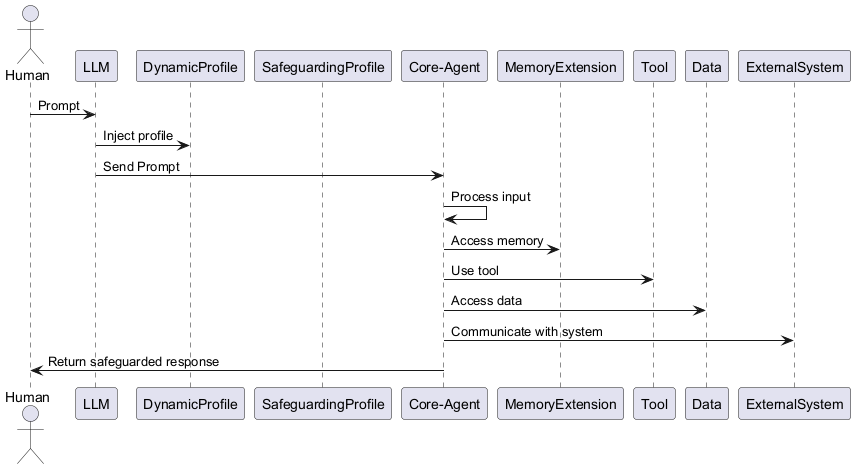 Human
LLM
DynamicProfile
SafeguardingProfile
Core-Agent
MemoryExtension
Tool
Data
ExternalSystem
Prompt
Inject profile
Send Prompt
Process input
Access memory
Use tool
Access data
Communicate with system
Return safeguarded response
Human
LLM
DynamicProfile
SafeguardingProfile
Core-Agent
MemoryExtension
Tool
Data
ExternalSystem